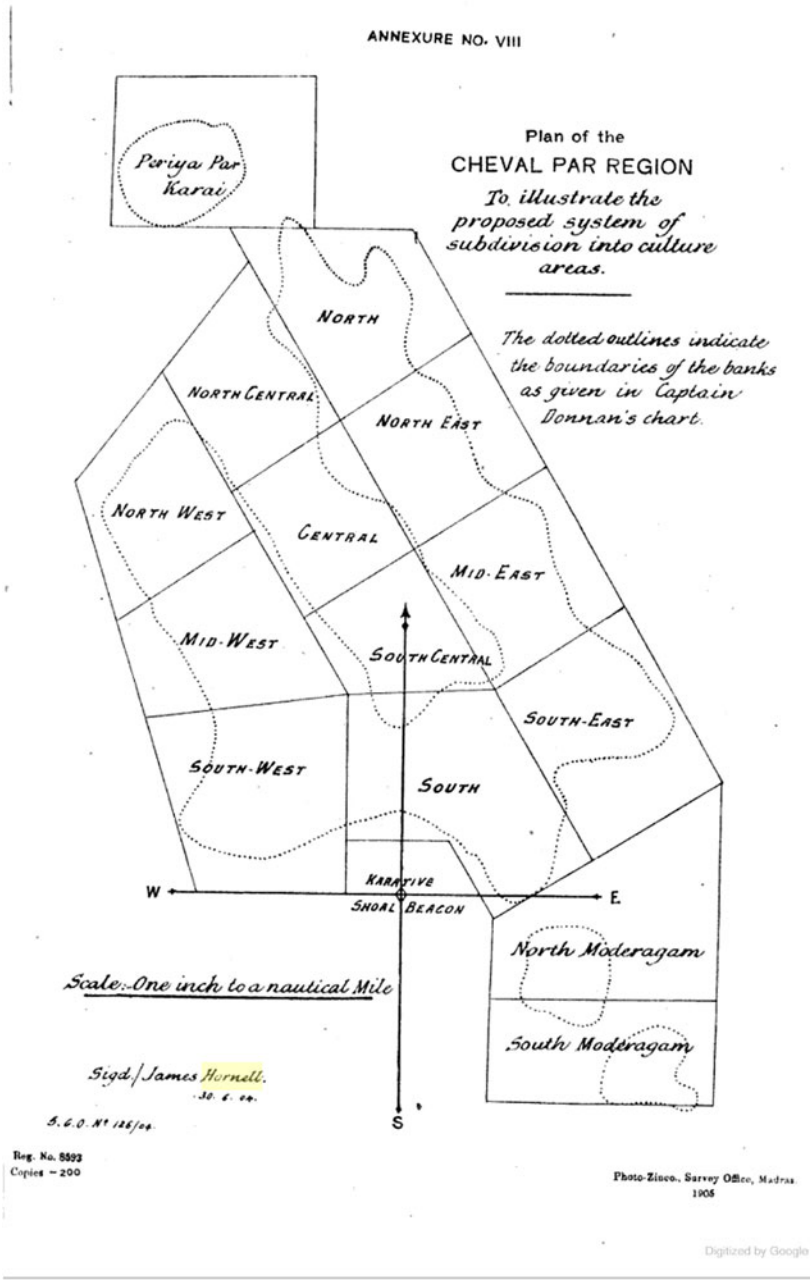 ANNEXURE NO. VIII
Periya Par
Karai
Plan of the
CHEVAL PAR REGION
To illustrate the
proposed system of
subdivision into culture
areas.
NORTH
The dotted outlines indicate
the boundaries of the banks
as given in Captain
Donnan's chart.
NORTH CENTRAL
NORTH EAST
NORTH WEST
CENTRAL
MID-EAST
MID-WEST
SOUTH CENTRAL
SOUTH-EAST
SOUTH-WEST
SOUTH
KARATIVE
W
E
SHOAL BEACON
North Moderagam
Scale:-One inch to a nautical Mile
South Moderagam
Sigd./James Hornell.
30. 6. 04.
S
S.G.O. No 126/04.
Reg. No. 8593
Copies - 200
Photo-Zinco., Survey Office, Madras.
1905
Digitized by Google